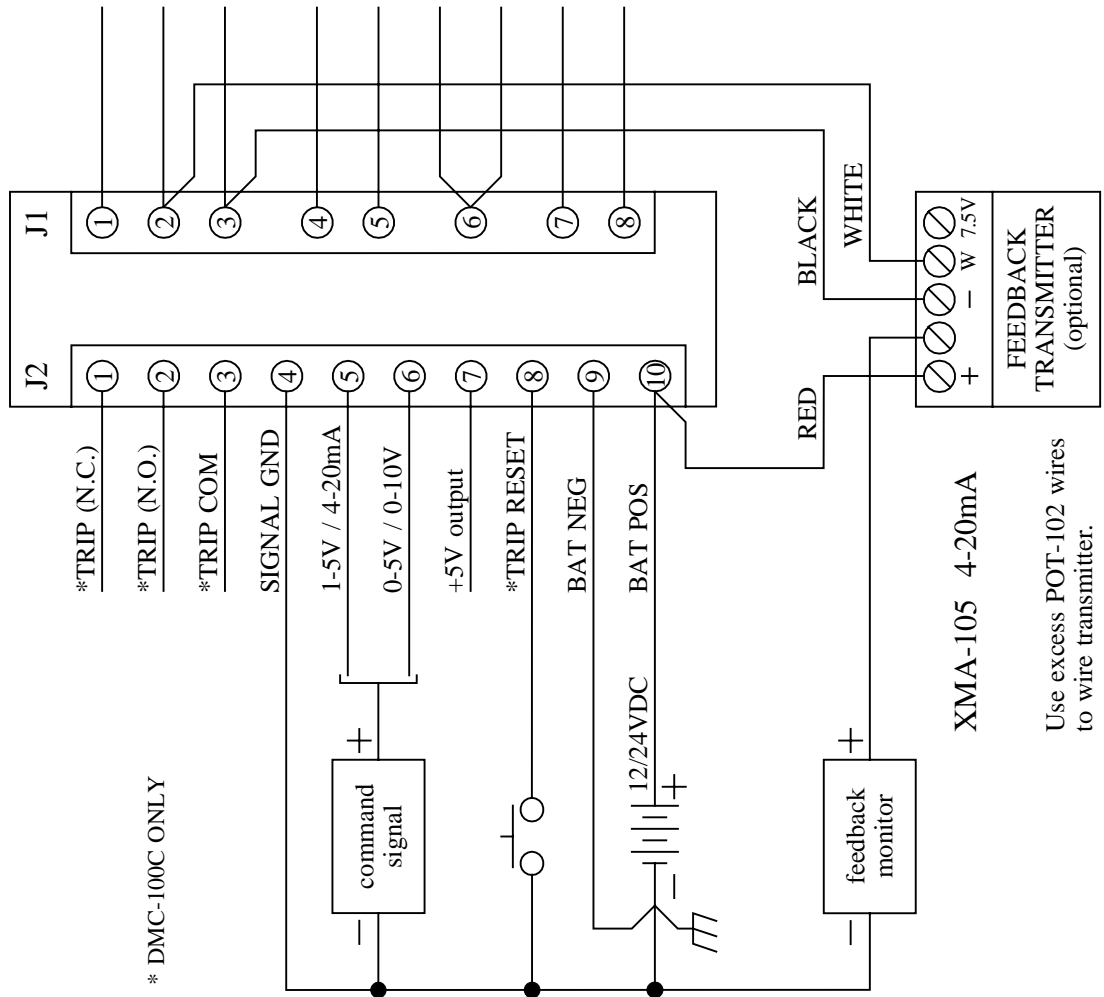 * DMC-100C ONLY
J2
1
2
3
4
5
6
7
8
9
10
J1
1
2
3
4
5
6
7
8
*TRIP (N.C.)
*TRIP (N.O.)
*TRIP COM
SIGNAL GND
1-5V / 4-20mA
0-5V / 0-10V
+5V output
*TRIP RESET
BAT NEG
BAT POS
command
signal
+
−
12/24VDC
+
−
feedback
monitor
+
−
RED
BLACK
WHITE
+
−
W
7.5V
FEEDBACK
TRANSMITTER
(optional)
XMA-105 4-20mA
Use excess POT-102 wires
to wire transmitter.